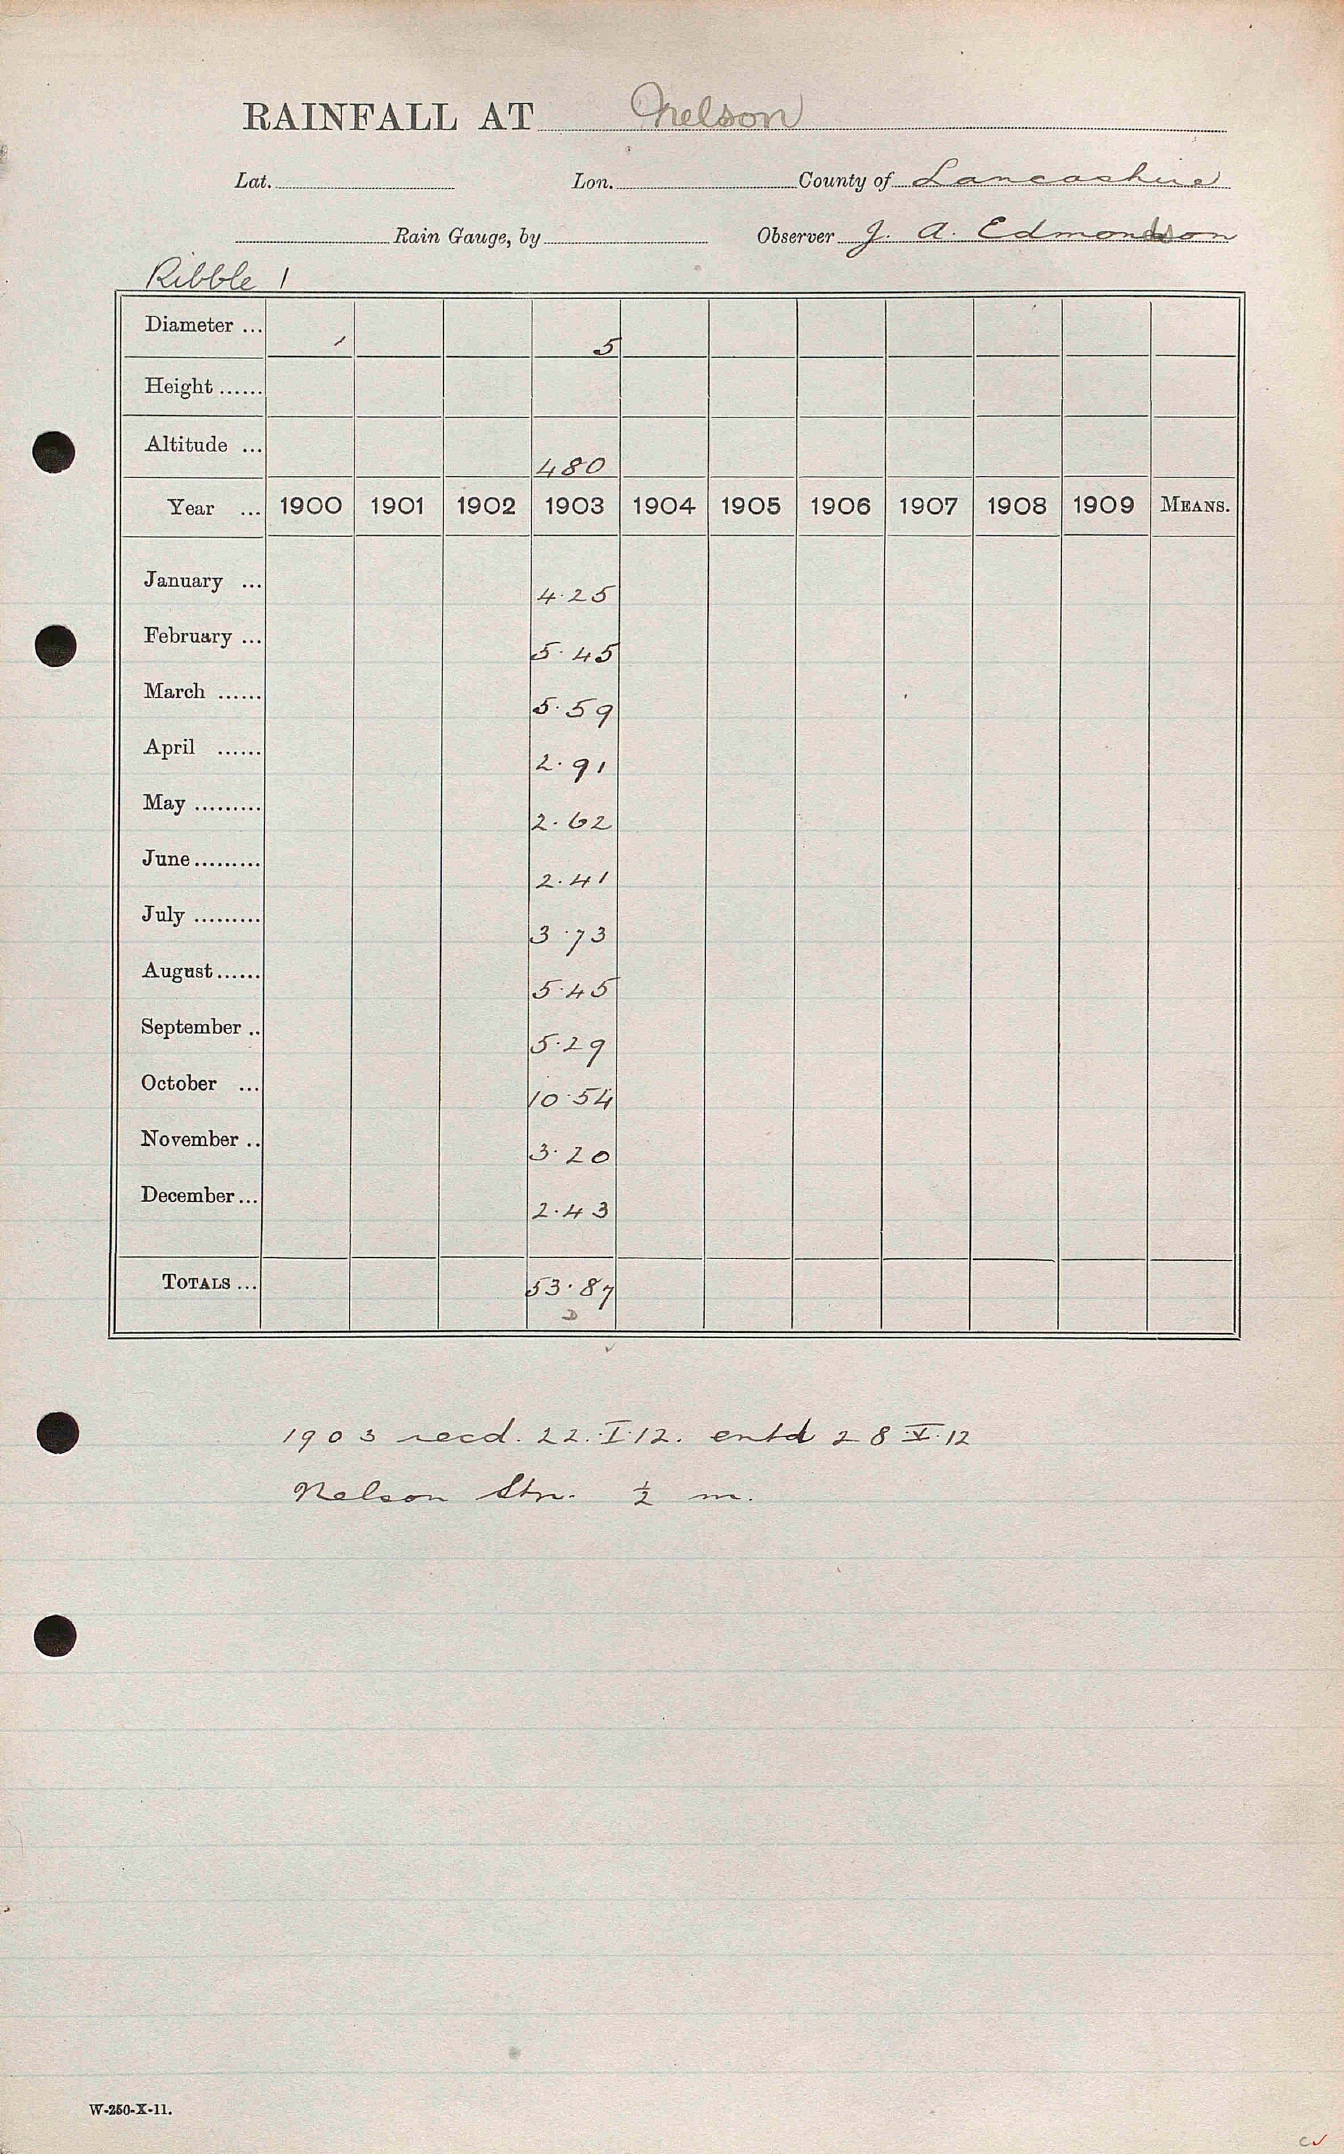 RAINFALL AT Nelson
Lat. Lon. County of Lancashire
Rain Gauge, by Observer J. A. Edmondson
Ribble 1
Diameter ... 5
Height ......
Altitude ... 480
Year ... 1900 1901 1902 1903 1904 1905 1906 1907 1908 1909 MEANS.
January ... 4.25
February ... 5.45
March ...... 5.59
April ...... 2.91
May ......... 2.62
June ......... 2.41
July ......... 3.73
August ...... 5.45
September .. 5.29
October ... 10.54
November .. 3.20
December ... 2.43
TOTALS ... 53.87
D
1903 recd. 22.I.12. entd 28.V.12
Nelson Stn. ½ m.
W-250-X-11.